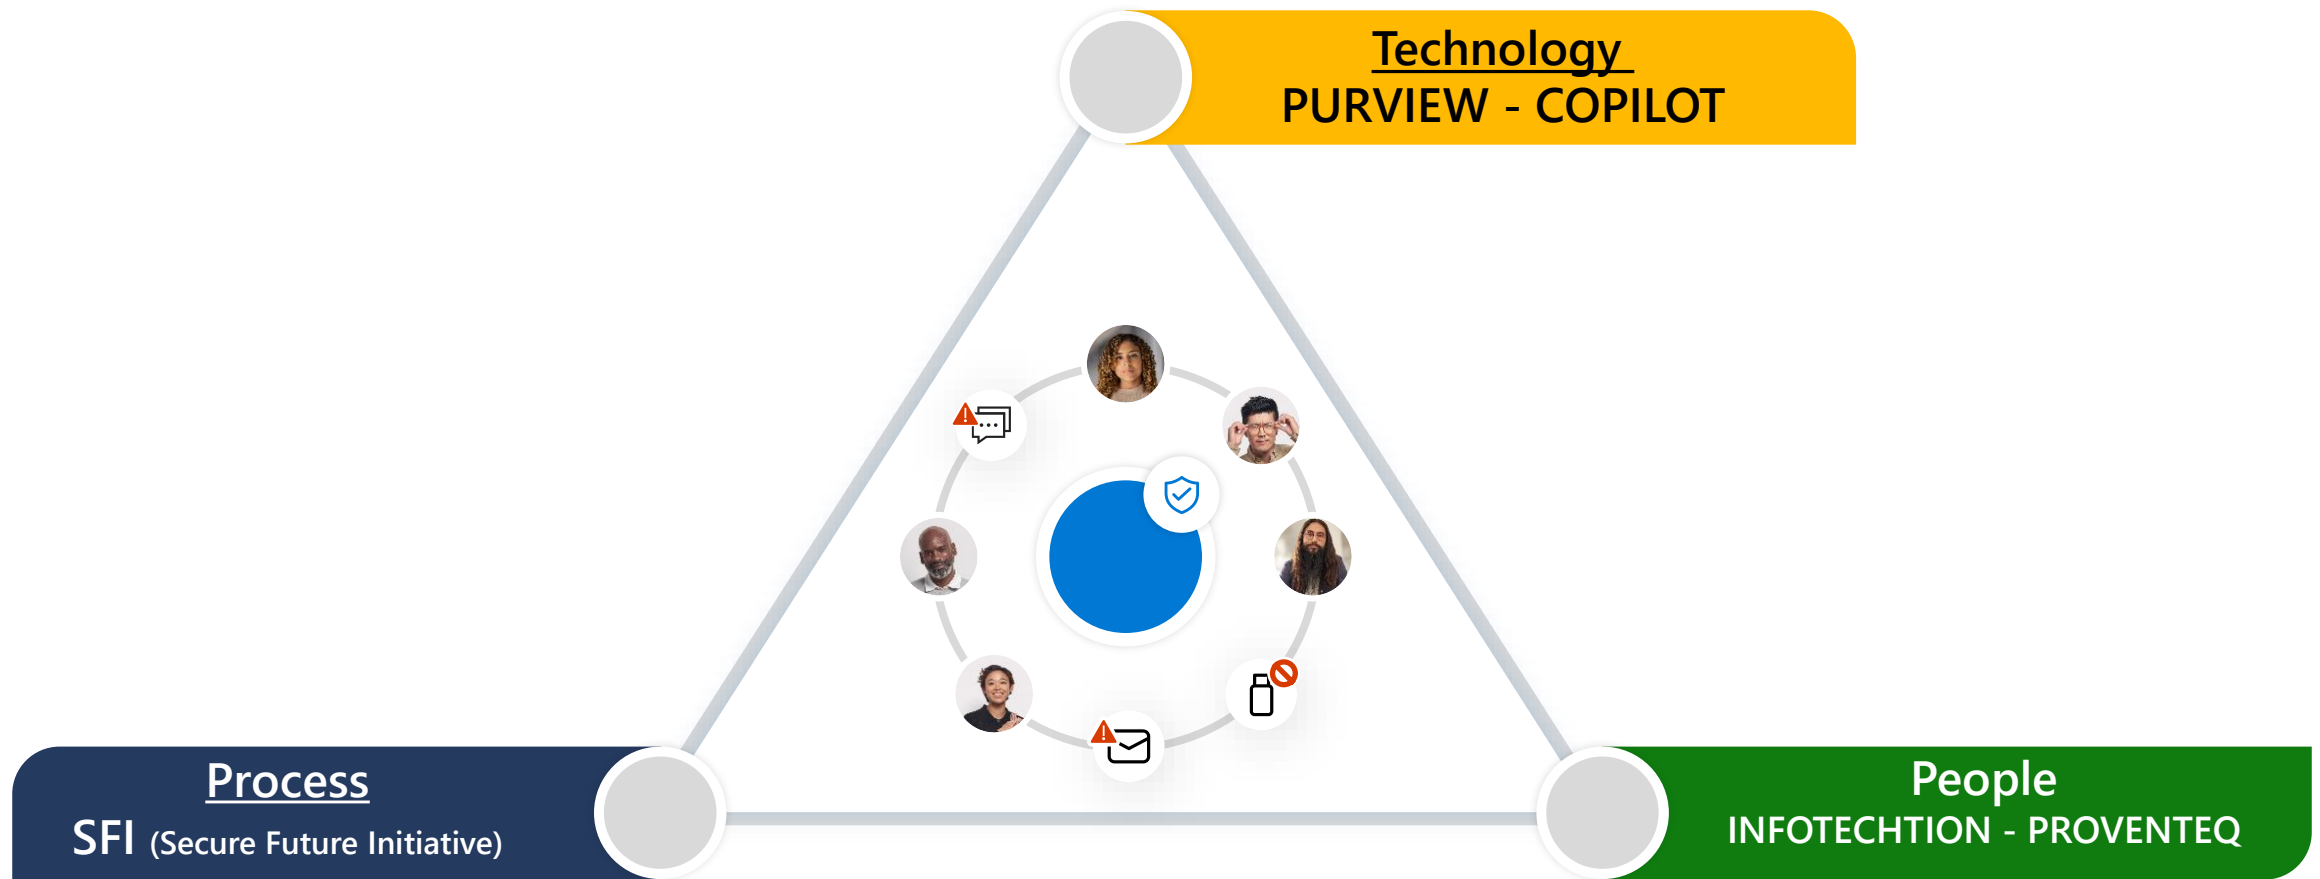 Technology
PURVIEW - COPILOT
Process
SFI (Secure Future Initiative)
People
INFOTECHTION - PROVENTEQ